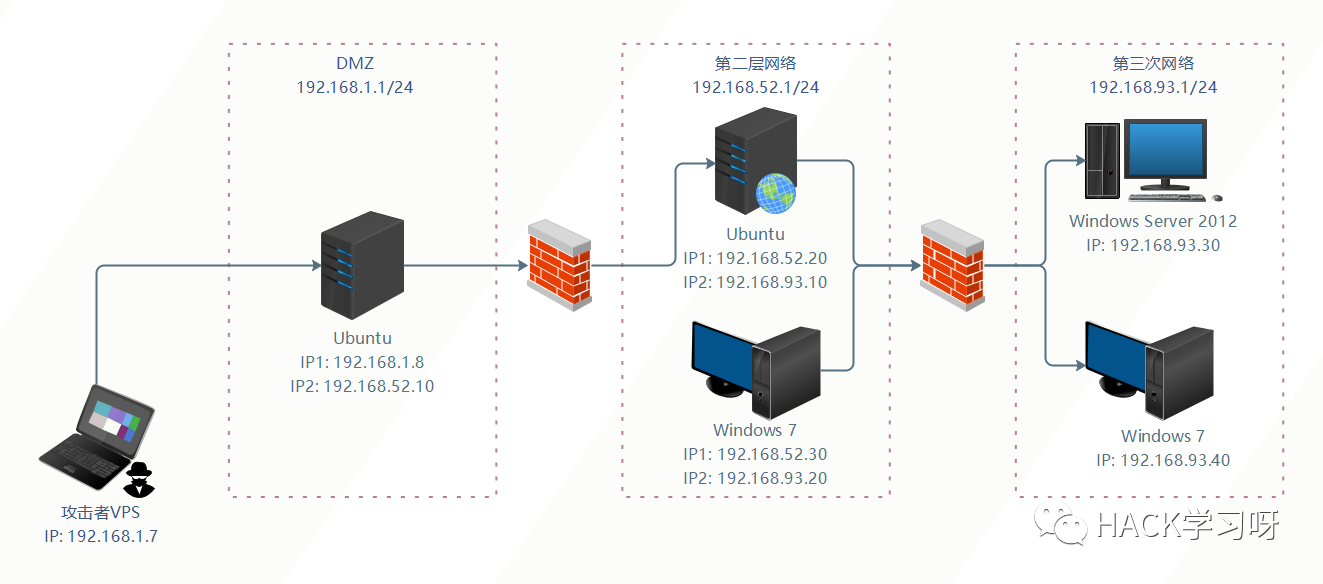 DMZ
192.168.1.1/24
第二层网络
192.168.52.1/24
第三次网络
192.168.93.1/24
Windows Server 2012
IP: 192.168.93.30
Ubuntu
IP1: 192.168.52.20
IP2: 192.168.93.10
Ubuntu
IP1: 192.168.1.8
IP2: 192.168.52.10
Windows 7
IP1: 192.168.52.30
IP2: 192.168.93.20
Windows 7
IP: 192.168.93.40
攻击者VPS
IP: 192.168.1.7
HACK学习呀